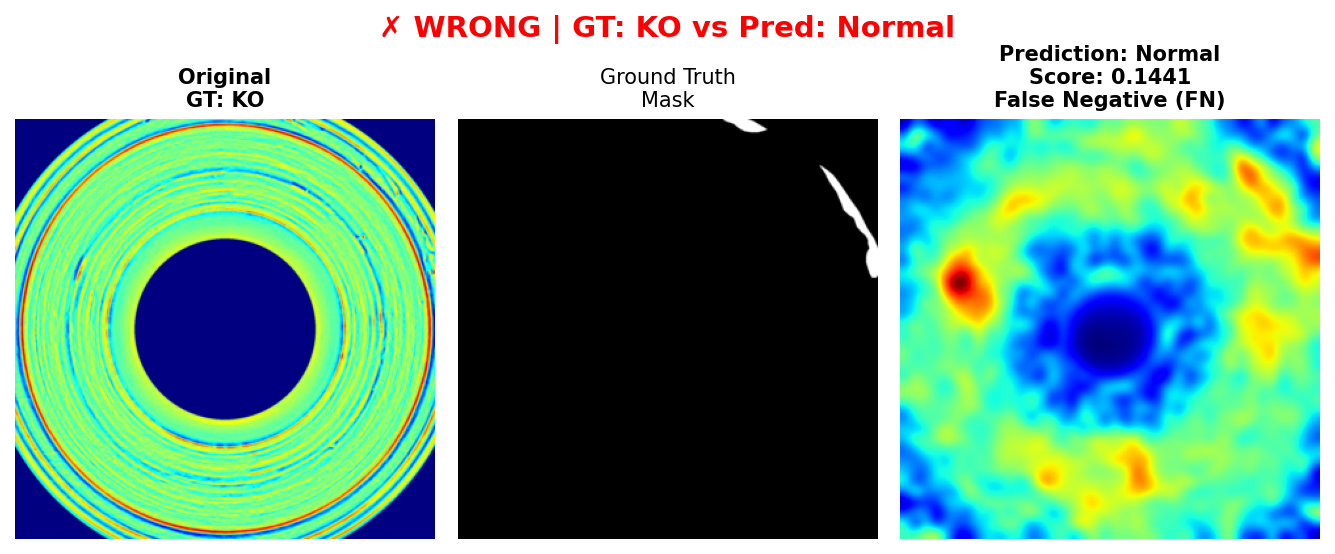 ✗ WRONG | GT: KO vs Pred: Normal
Original
GT: KO
Ground Truth
Mask
Prediction: Normal
Score: 0.1441
False Negative (FN)